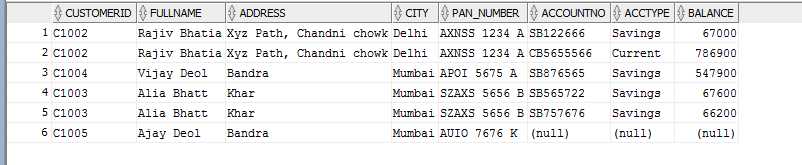 CUSTOMERID FULLNAME ADDRESS CITY PAN_NUMBER ACCOUNTNO ACCTYPE BALANCE
1 C1002 Rajiv Bhatia Xyz Path, Chandni chowk Delhi AXNSS 1234 A SB122666 Savings 67000
2 C1002 Rajiv Bhatia Xyz Path, Chandni chowk Delhi AXNSS 1234 A CB5655566 Current 786900
3 C1004 Vijay Deol Bandra Mumbai APOI 5675 A SB876565 Savings 547900
4 C1003 Alia Bhatt Khar Mumbai SZAXS 5656 B SB565722 Savings 67600
5 C1003 Alia Bhatt Khar Mumbai SZAXS 5656 B SB757676 Savings 66200
6 C1005 Ajay Deol Bandra Mumbai AUIO 7676 K (null) (null) (null)